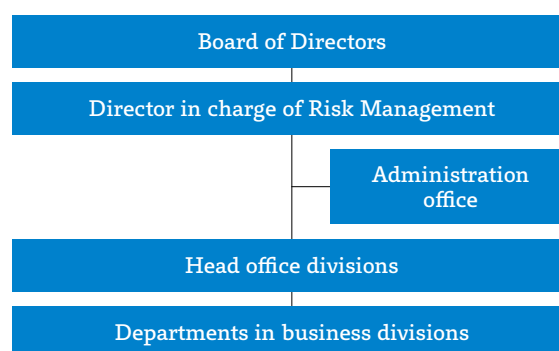 Board of Directors
Director in charge of Risk Management
Administration
office
Head office divisions
Departments in business divisions